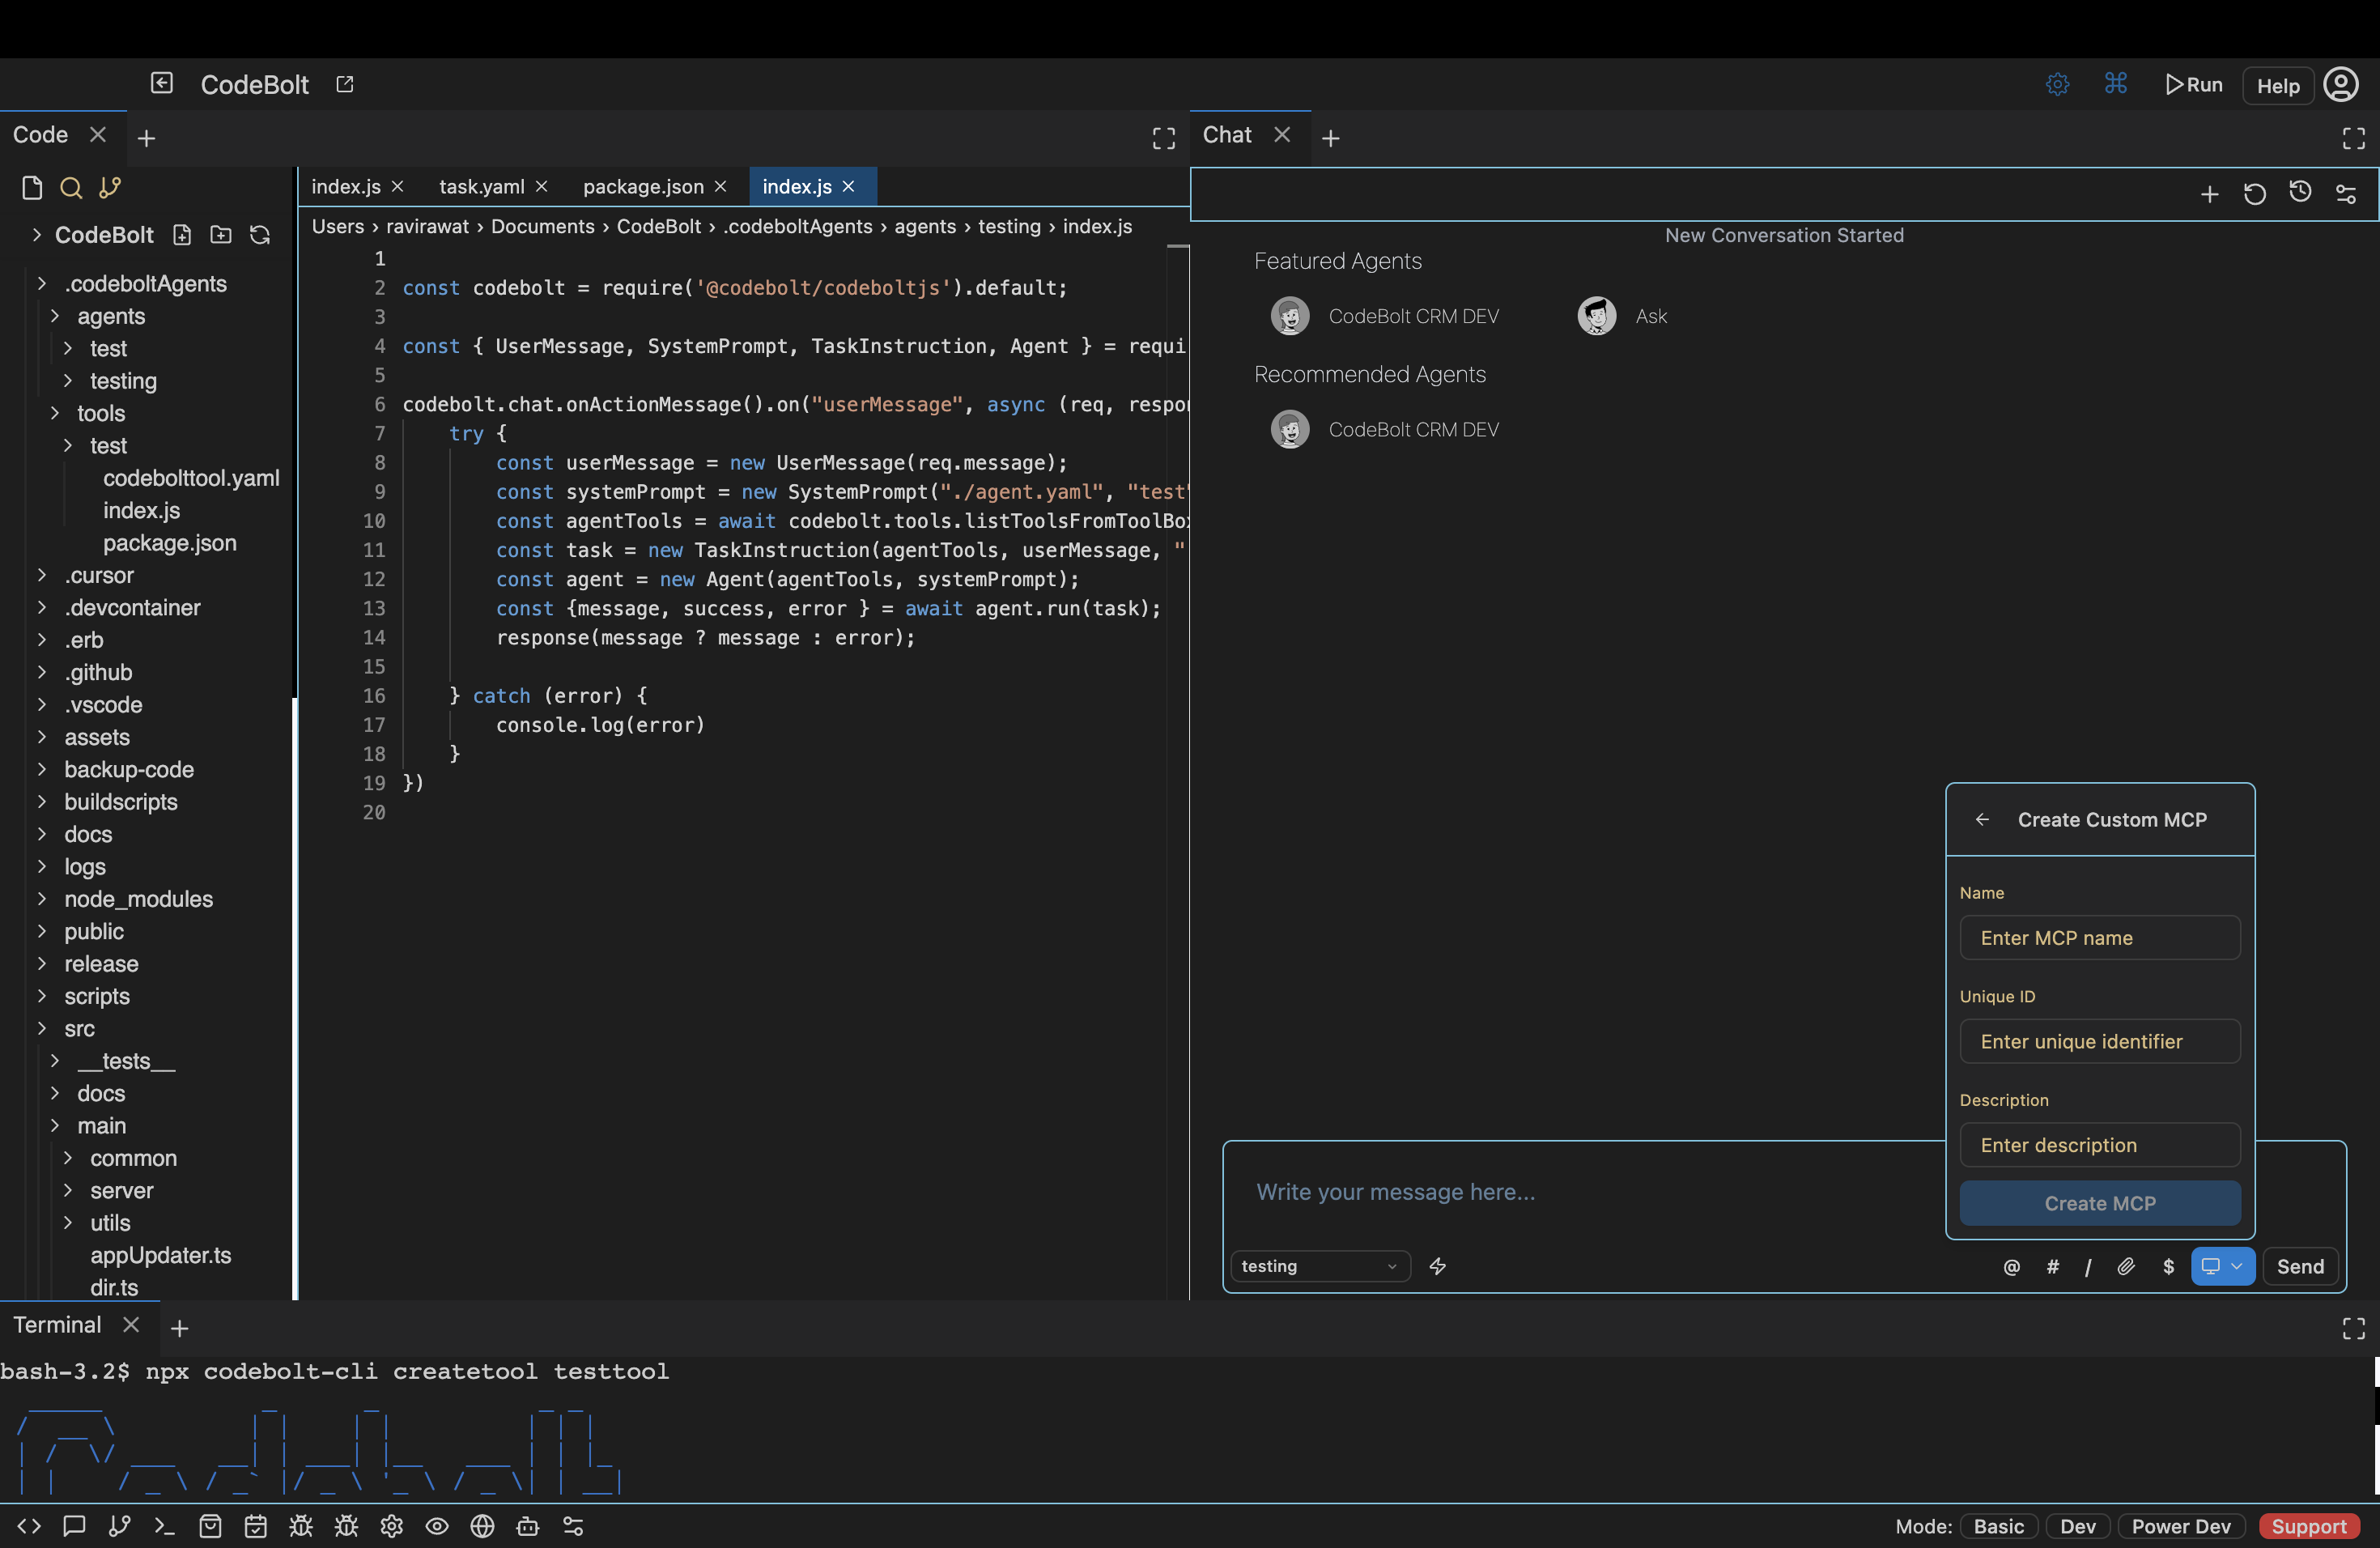 CodeBolt
Run
Help
Code
Chat
CodeBolt
.codeboltAgents
agents
test
testing
tools
test
codebolttool.yaml
index.js
package.json
.cursor
.devcontainer
.erb
.github
.vscode
assets
backup-code
buildscripts
docs
logs
node_modules
public
release
scripts
src
__tests__
docs
main
common
server
utils
appUpdater.ts
dir.ts
index.js task.yaml package.json index.js
Users › ravirawat › Documents › CodeBolt › .codeboltAgents › agents › testing › index.js
1
2 const codebolt = require('@codebolt/codeboltjs').default;
3
4 const { UserMessage, SystemPrompt, TaskInstruction, Agent } = requi
5
6 codebolt.chat.onActionMessage().on("userMessage", async (req, respon
7 try {
8 const userMessage = new UserMessage(req.message);
9 const systemPrompt = new SystemPrompt("./agent.yaml", "test"
10 const agentTools = await codebolt.tools.listToolsFromToolBox
11 const task = new TaskInstruction(agentTools, userMessage, "
12 const agent = new Agent(agentTools, systemPrompt);
13 const {message, success, error } = await agent.run(task);
14 response(message ? message : error);
15
16 } catch (error) {
17 console.log(error)
18 }
19 })
20
New Conversation Started
Featured Agents
CodeBolt CRM DEV
Ask
Recommended Agents
CodeBolt CRM DEV
Create Custom MCP
Name
Enter MCP name
Unique ID
Enter unique identifier
Description
Enter description
Create MCP
Write your message here...
testing
@ # / $
Send
Terminal
bash-3.2$ npx codebolt-cli createtool testtool
Mode: Basic Dev Power Dev Support